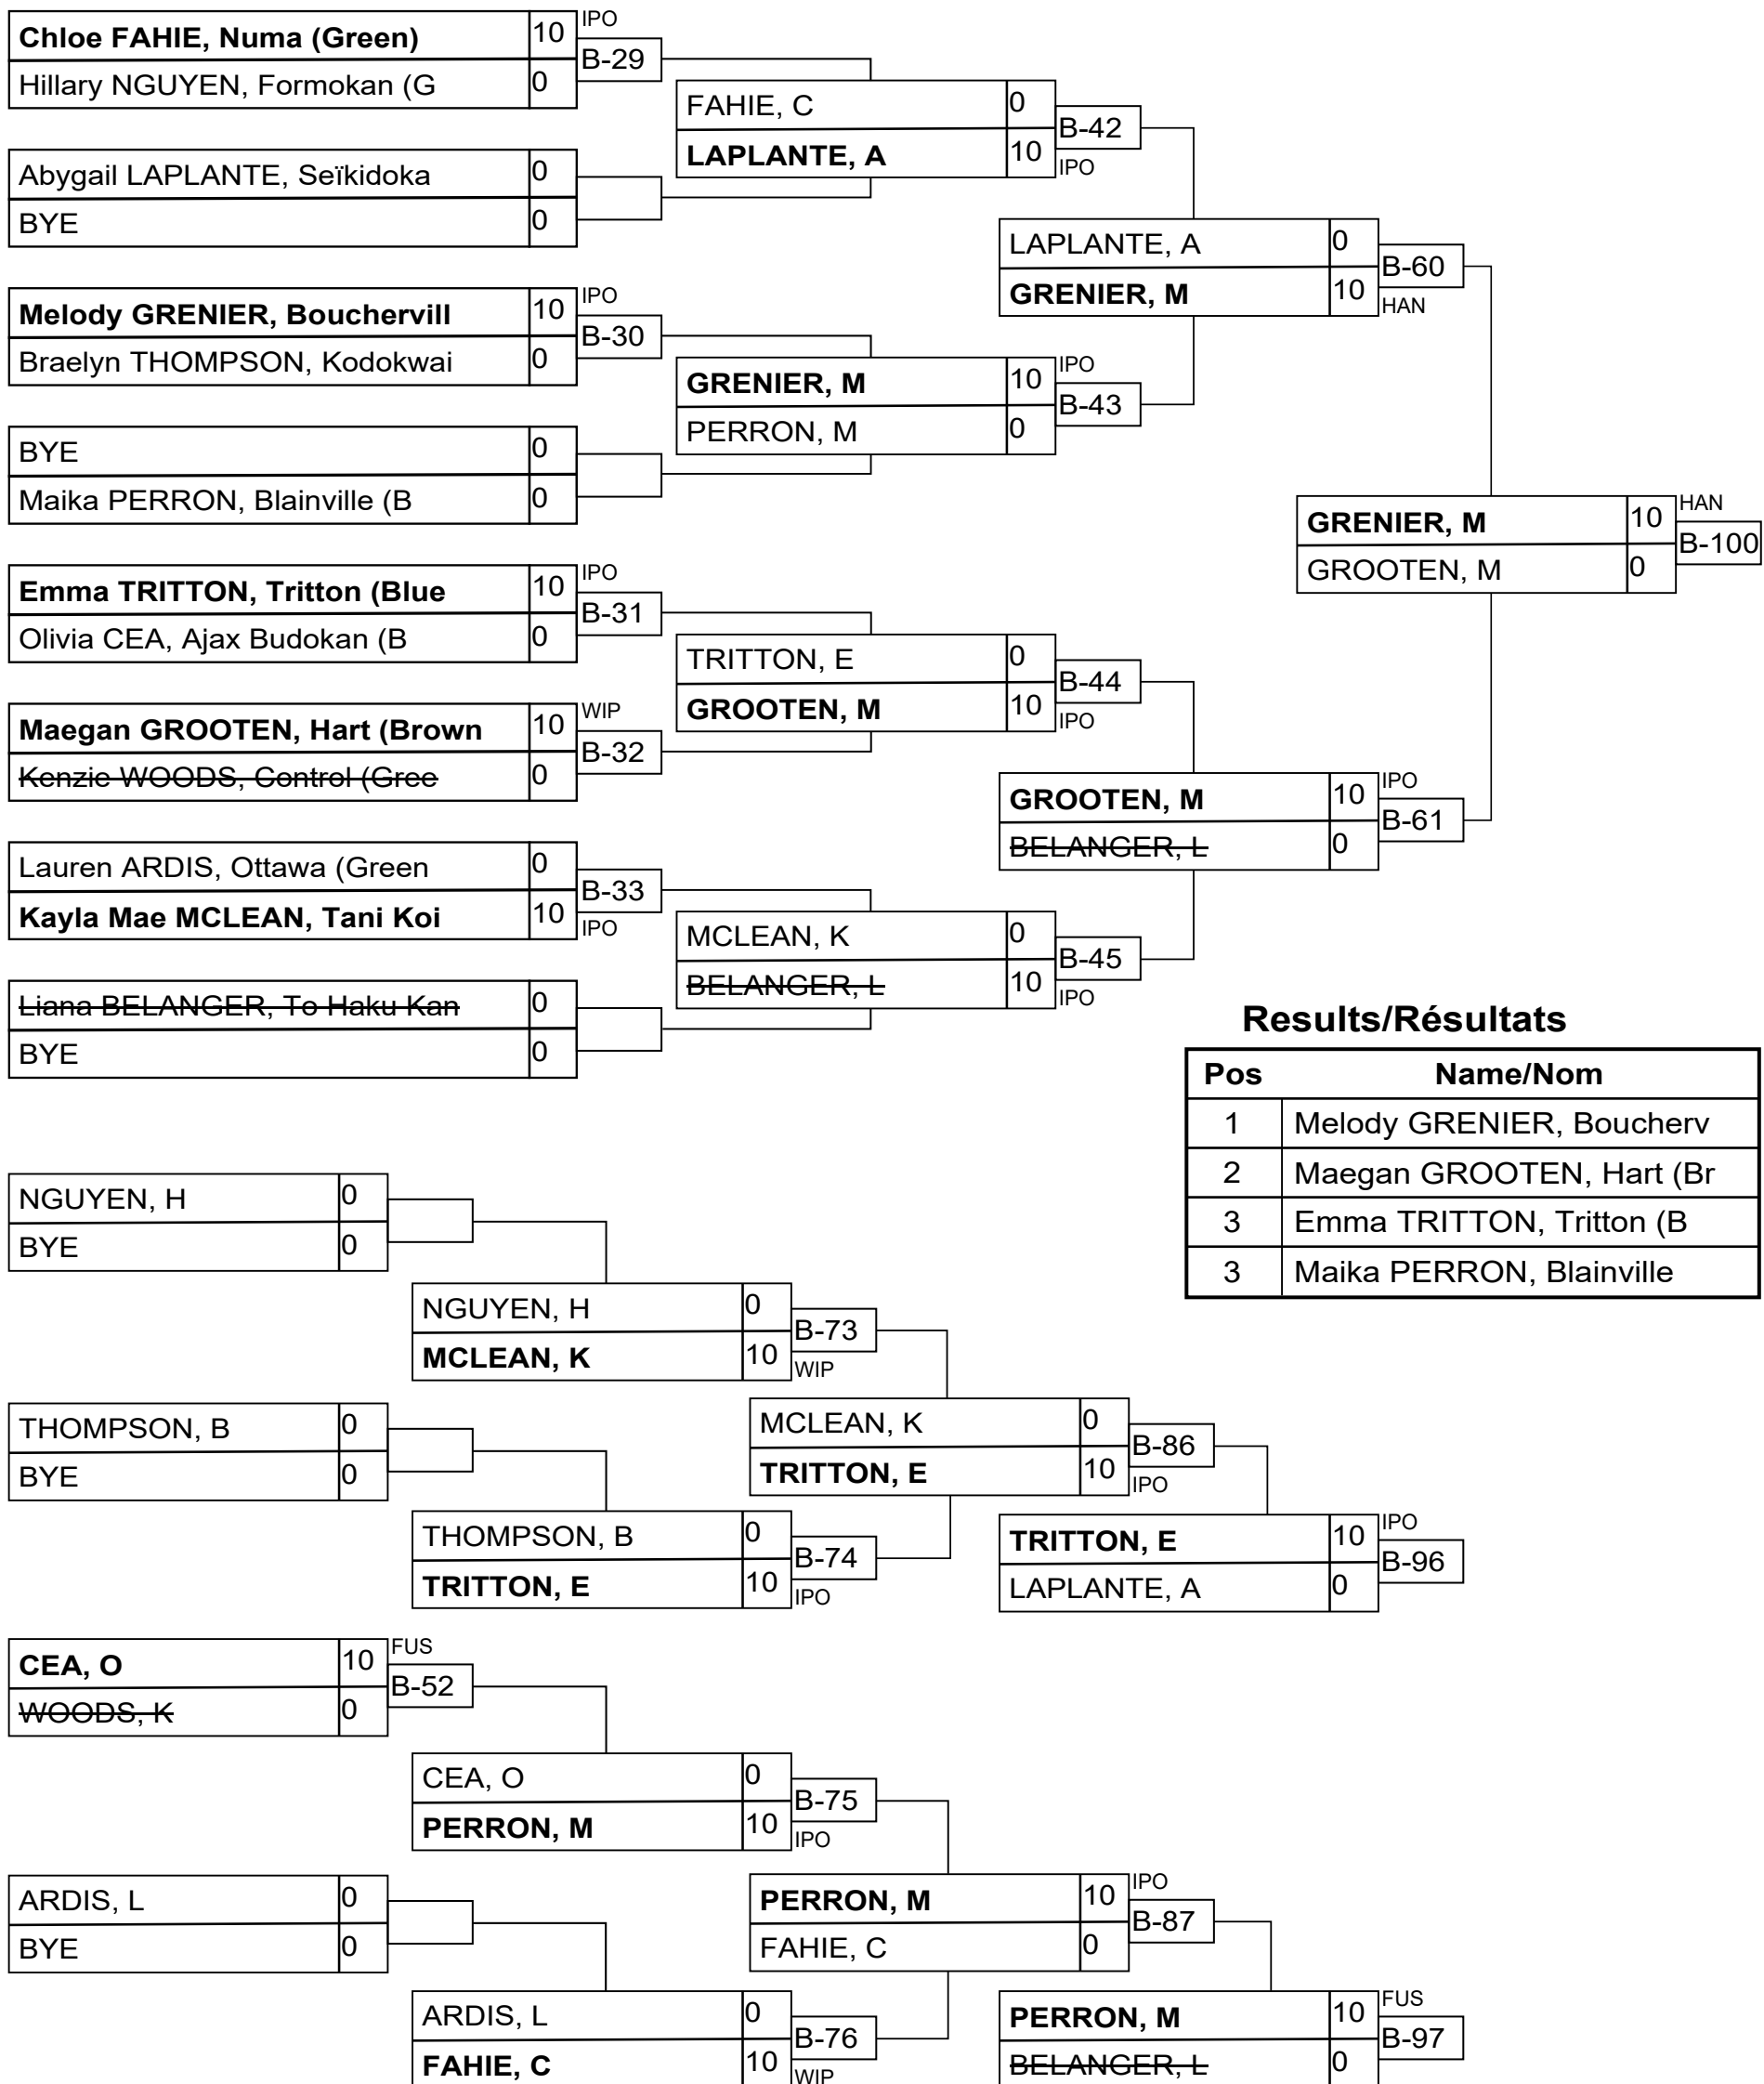 Chloe FAHIE, Numa (Green) 10 IPO
B-29
Hillary NGUYEN, Formokan (G 0
FAHIE, C 0
B-42
LAPLANTE, A 10 IPO
Abygail LAPLANTE, Seïkidoka 0
BYE 0
LAPLANTE, A 0
B-60
GRENIER, M 10 HAN
Melody GRENIER, Bouchervill 10 IPO
B-30
Braelyn THOMPSON, Kodokwai 0
GRENIER, M 10 IPO
B-43
PERRON, M 0
BYE 0
Maika PERRON, Blainville (B 0
GRENIER, M 10 HAN
B-100
GROOTEN, M 0
Emma TRITTON, Tritton (Blue 10 IPO
B-31
Olivia CEA, Ajax Budokan (B 0
TRITTON, E 0
B-44
GROOTEN, M 10 IPO
Maegan GROOTEN, Hart (Brown 10 WIP
B-32
Kenzie WOODS, Control (Gree 0
GROOTEN, M 10 IPO
B-61
BELANGER, L 0
Lauren ARDIS, Ottawa (Green 0
B-33
Kayla Mae MCLEAN, Tani Koi 10 IPO
MCLEAN, K 0
B-45
BELANGER, L 10 IPO
Liana BELANGER, To Haku Kan 0
BYE 0
Results/Résultats
Pos Name/Nom
1 Melody GRENIER, Boucherv
2 Maegan GROOTEN, Hart (Br
3 Emma TRITTON, Tritton (B
3 Maika PERRON, Blainville
NGUYEN, H 0
BYE 0
NGUYEN, H 0
B-73
MCLEAN, K 10 WIP
THOMPSON, B 0
BYE 0
MCLEAN, K 0
B-86
TRITTON, E 10 IPO
THOMPSON, B 0
B-74
TRITTON, E 10 IPO
TRITTON, E 10 IPO
B-96
LAPLANTE, A 0
CEA, O 10 FUS
B-52
WOODS, K 0
CEA, O 0
B-75
PERRON, M 10 IPO
ARDIS, L 0
BYE 0
PERRON, M 10 IPO
B-87
FAHIE, C 0
ARDIS, L 0
B-76
FAHIE, C 10 WIP
PERRON, M 10 FUS
B-97
BELANGER, L 0